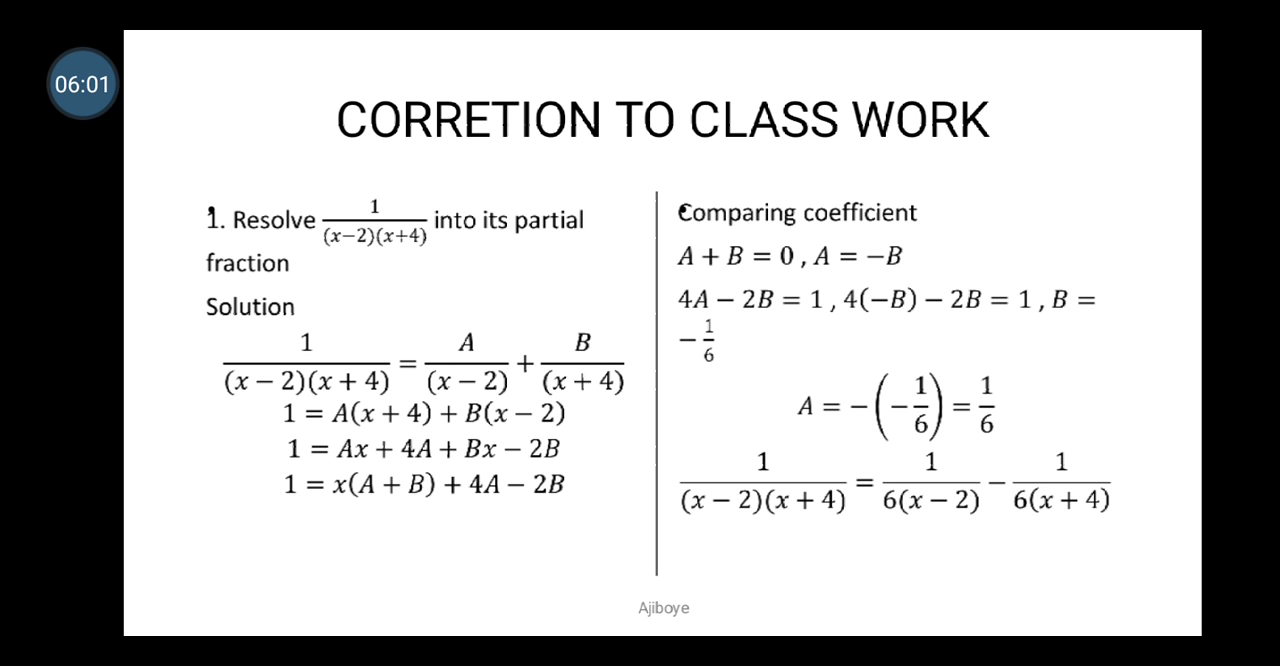 06:01
CORRETION TO CLASS WORK
1. Resolve 1/((x−2)(x+4)) into its partial
fraction
Solution
1/((x − 2)(x + 4)) = A/(x − 2) + B/(x + 4)
1 = A(x + 4) + B(x − 2)
1 = Ax + 4A + Bx − 2B
1 = x(A + B) + 4A − 2B
Comparing coefficient
A + B = 0 , A = −B
4A − 2B = 1 , 4(−B) − 2B = 1 , B =
− 1/6
A = −(−1/6) = 1/6
1/((x − 2)(x + 4)) = 1/(6(x − 2)) − 1/(6(x + 4))
Ajiboye